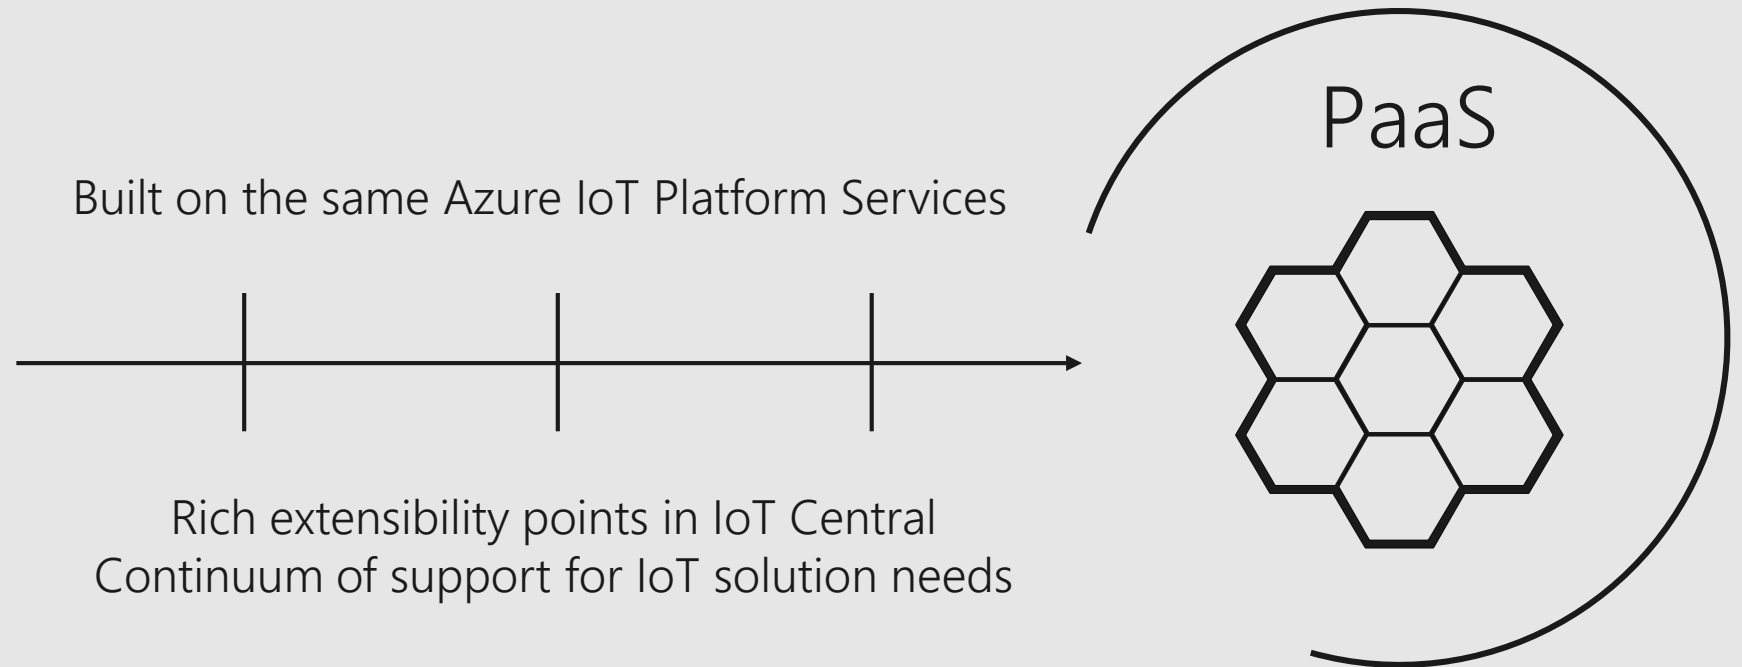 PaaS
Built on the same Azure IoT Platform Services
Rich extensibility points in IoT Central
Continuum of support for IoT solution needs